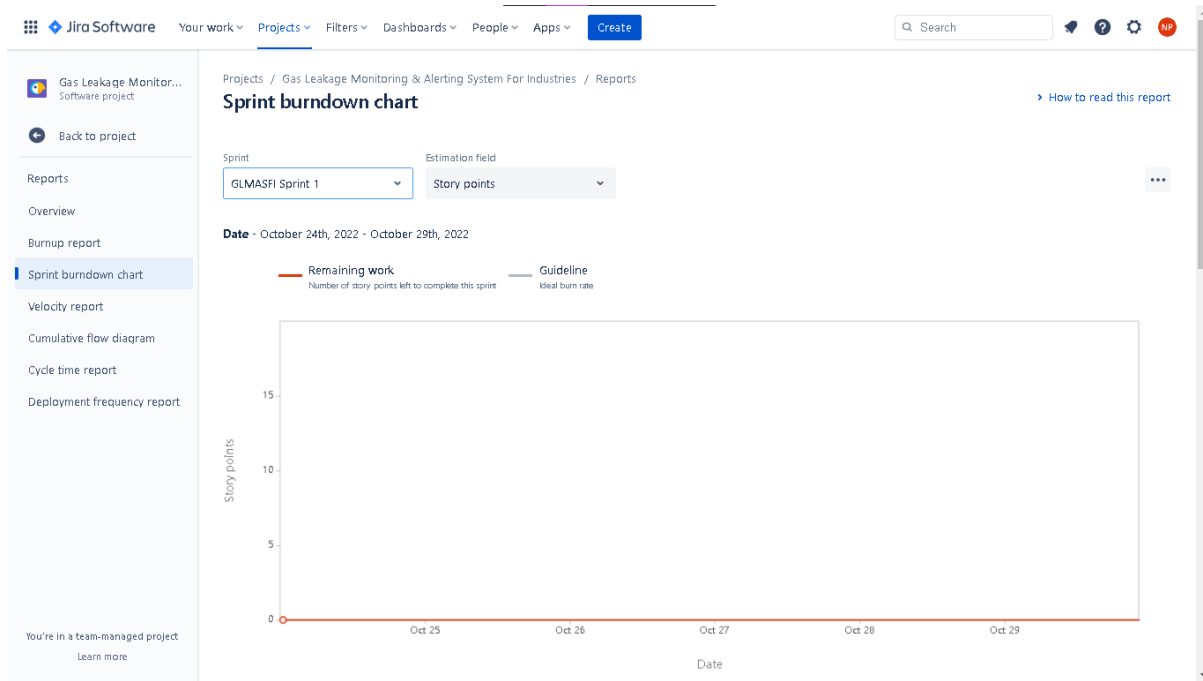 Jira Software Your work Projects Filters Dashboards People Apps Create Search NP
Gas Leakage Monitor...
Software project
Back to project
Reports
Overview
Burnup report
Sprint burndown chart
Velocity report
Cumulative flow diagram
Cycle time report
Deployment frequency report
You're in a team-managed project
Learn more
Projects / Gas Leakage Monitoring & Alerting System For Industries / Reports
Sprint burndown chart
How to read this report
Sprint Estimation field
GLMASFI Sprint 1 Story points
Date - October 24th, 2022 - October 29th, 2022
Remaining work Guideline
Number of story points left to complete this sprint Ideal burn rate
15
10
5
0
Story points
Oct 25 Oct 26 Oct 27 Oct 28 Oct 29
Date